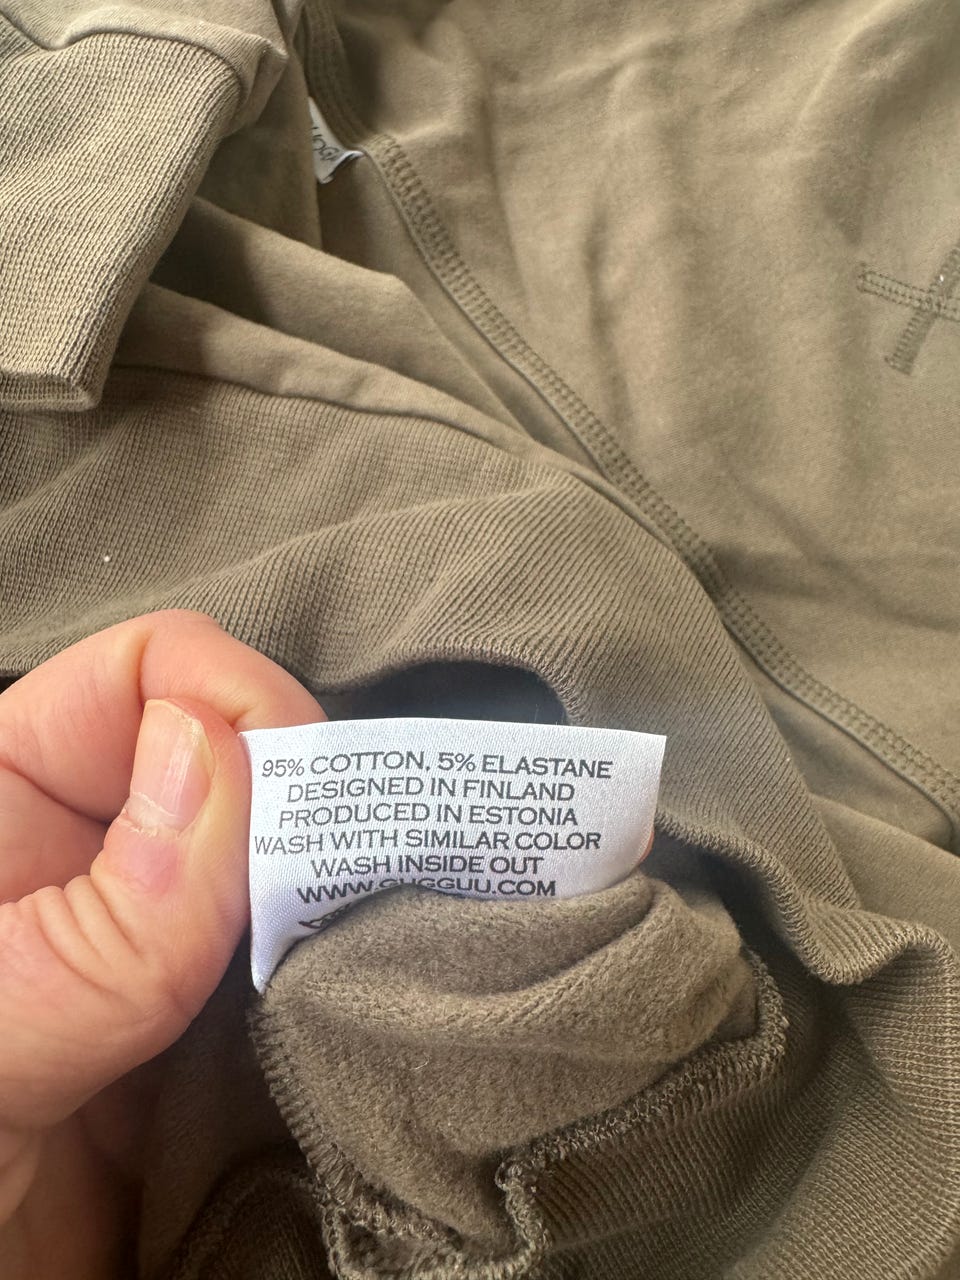 95% COTTON, 5% ELASTANE
DESIGNED IN FINLAND
PRODUCED IN ESTONIA
WASH WITH SIMILAR COLOR
WASH INSIDE OUT
WWW.GUGGUU.COM